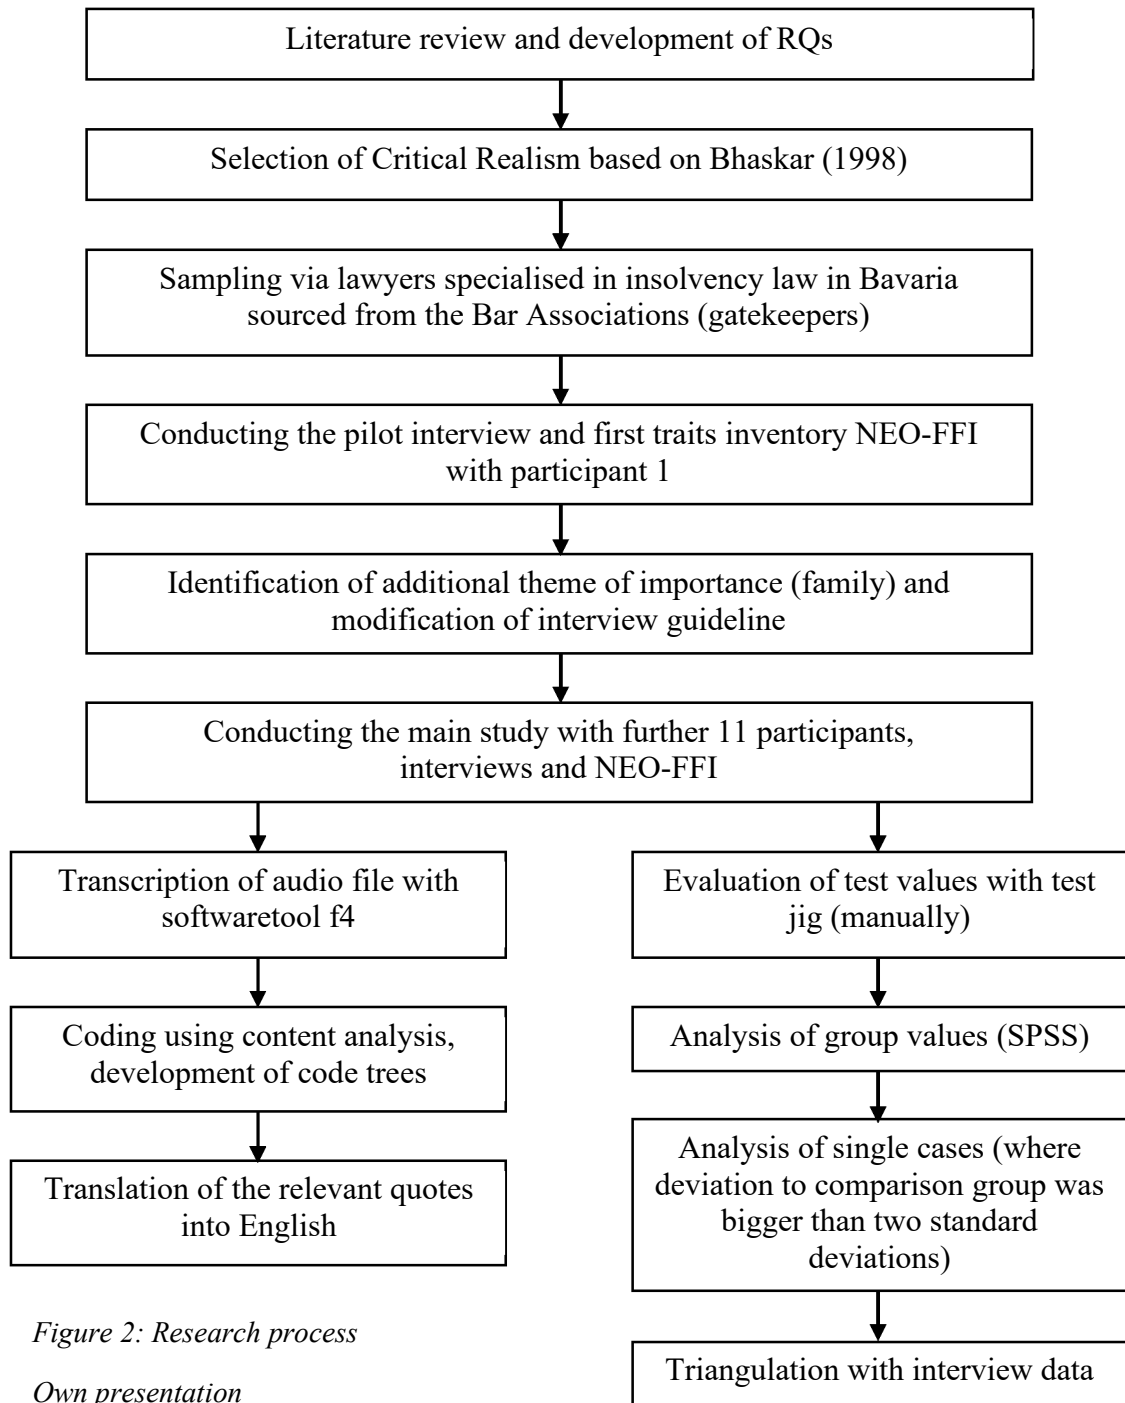 Literature review and development of RQs
Selection of Critical Realism based on Bhaskar (1998)
Sampling via lawyers specialised in insolvency law in Bavaria
sourced from the Bar Associations (gatekeepers)
Conducting the pilot interview and first traits inventory NEO-FFI
with participant 1
Identification of additional theme of importance (family) and
modification of interview guideline
Conducting the main study with further 11 participants,
interviews and NEO-FFI
Transcription of audio file with
softwaretool f4
Coding using content analysis,
development of code trees
Translation of the relevant quotes
into English
Evaluation of test values with test
jig (manually)
Analysis of group values (SPSS)
Analysis of single cases (where
deviation to comparison group was
bigger than two standard
deviations)
Triangulation with interview data
Figure 2: Research process
Own presentation